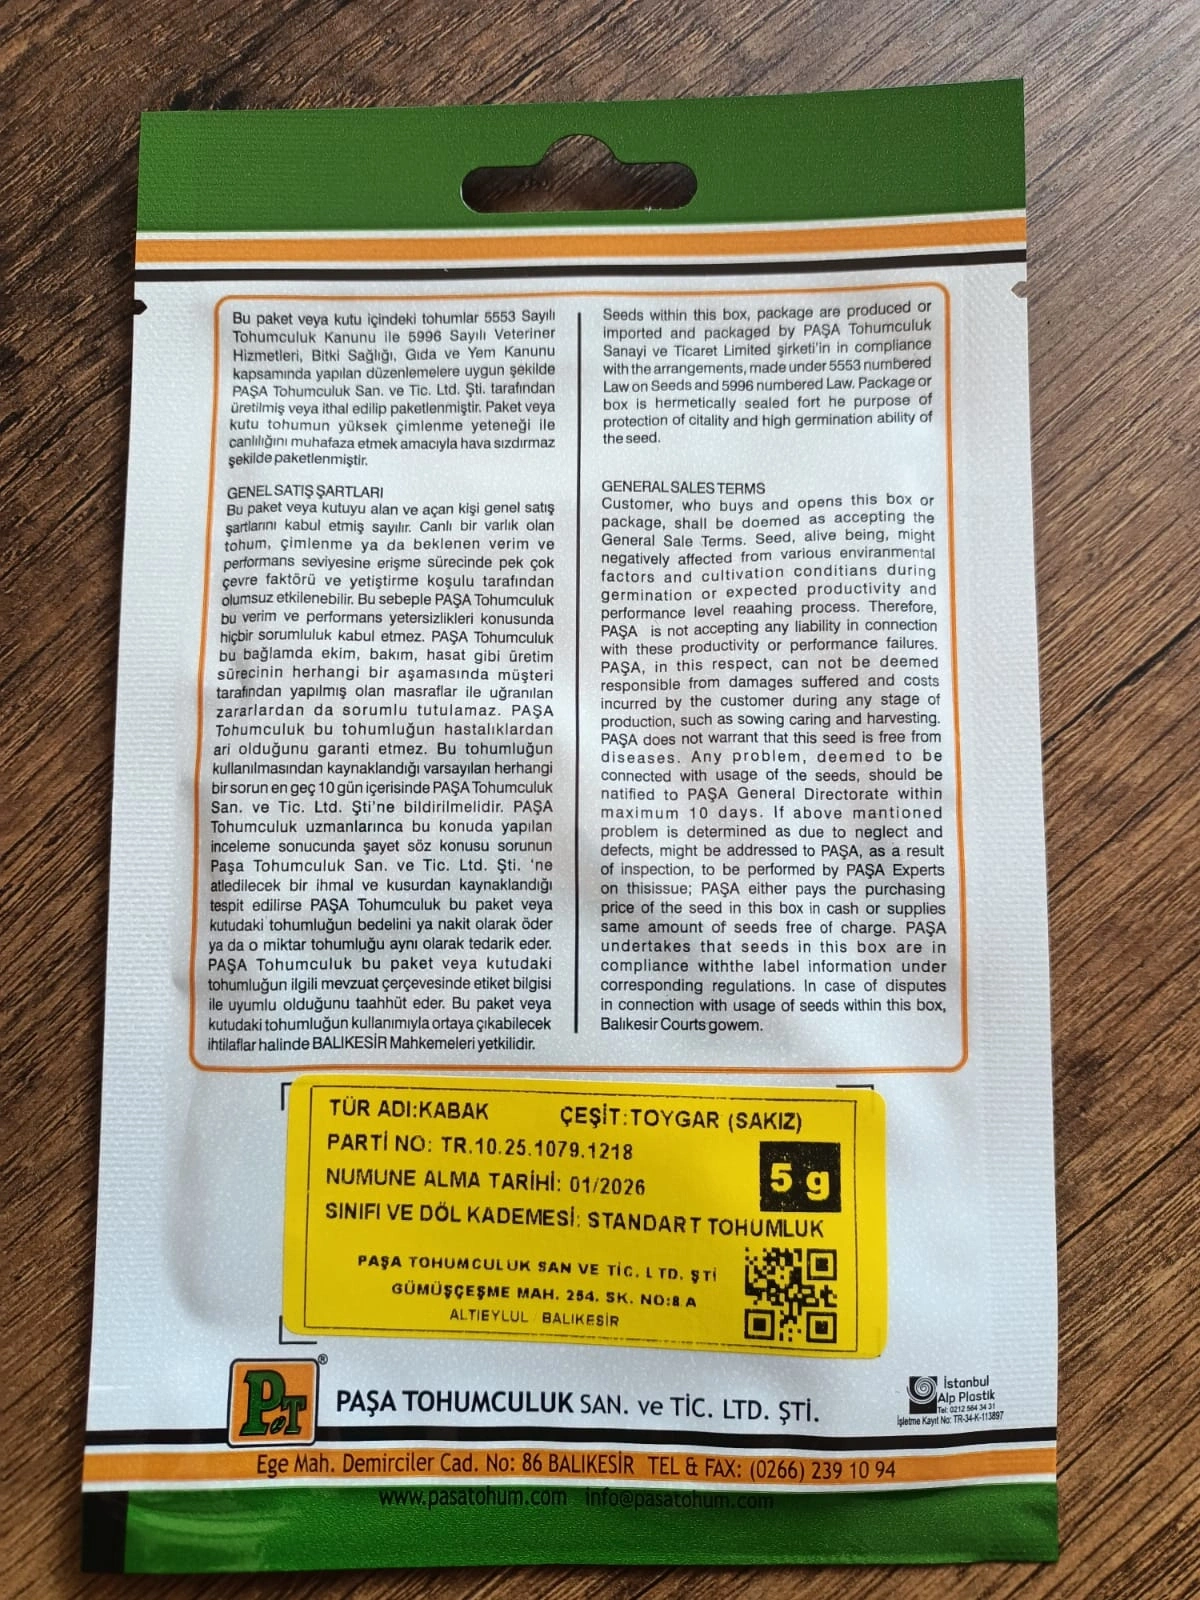 Bu paket veya kutu içindeki tohumlar 5553 Sayılı
Tohumculuk Kanunu ile 5996 Sayılı Veteriner
Hizmetleri, Bitki Sağlığı, Gıda ve Yem Kanunu
kapsamında yapılan düzenlemelere uygun şekilde
PAŞA Tohumculuk San. ve Tic. Ltd. Şti. tarafından
üretilmiş veya ithal edilip paketlenmiştir. Paket veya
kutu tohumun yüksek çimlenme yeteneği ile
canlılığını muhafaza etmek amacıyla hava sızdırmaz
şekilde paketlenmiştir.
GENEL SATIŞ ŞARTLARI
Bu paket veya kutuyu alan ve açan kişi genel satış
şartlarını kabul etmiş sayılır. Canlı bir varlık olan
tohum, çimlenme ya da beklenen verim ve
performans seviyesine erişme sürecinde pek çok
çevre faktörü ve yetiştirme koşulu tarafından
olumsuz etkilenebilir. Bu sebeple PAŞA Tohumculuk
bu verim ve performans yetersizlikleri konusunda
hiçbir sorumluluk kabul etmez. PAŞA Tohumculuk
bu bağlamda ekim, bakım, hasat gibi üretim
sürecinin herhangi bir aşamasında müşteri
tarafından yapılmış olan masraflar ile uğranılan
zararlardan da sorumlu tutulamaz. PAŞA
Tohumculuk bu tohumluğun hastalıklardan
ari olduğunu garanti etmez. Bu tohumluğun
kullanılmasından kaynaklandığı varsayılan herhangi
bir sorun en geç 10 gün içerisinde PAŞA Tohumculuk
San. ve Tic. Ltd. Şti'ne bildirilmelidir. PAŞA
Tohumculuk uzmanlarınca bu konuda yapılan
inceleme sonucunda şayet söz konusu sorunun
Paşa Tohumculuk San. ve Tic. Ltd. Şti. 'ne
atledilecek bir ihmal ve kusurdan kaynaklandığı
tespit edilirse PAŞA Tohumculuk bu paket veya
kutudaki tohumluğun bedelini ya nakit olarak öder
ya da o miktar tohumluğu aynı olarak tedarik eder.
PAŞA Tohumculuk bu paket veya kutudaki
tohumluğun ilgili mevzuat çerçevesinde etiket bilgisi
ile uyumlu olduğunu taahhüt eder. Bu paket veya
kutudaki tohumluğun kullanımıyla ortaya çıkabilecek
ihtilaflar halinde BALIKESİR Mahkemeleri yetkilidir.
Seeds within this box, package are produced or
imported and packaged by PAŞA Tohumculuk
Sanayi ve Ticaret Limited şirketi'in in compliance
with the arrangements, made under 5553 numbered
Law on Seeds and 5996 numbered Law. Package or
box is hermetically sealed fort he purpose of
protection of citality and high germination ability of
the seed.
GENERAL SALES TERMS
Customer, who buys and opens this box or
package, shall be doemed as accepting the
General Sale Terms. Seed, alive being, might
negatively affected from various enviranmental
factors and cultivation conditians during
germination or expected productivity and
performance level reaahing process. Therefore,
PAŞA is not accepting any liability in connection
with these productivity or performance failures.
PAŞA, in this respect, can not be deemed
responsible from damages suffered and costs
incurred by the customer during any stage of
production, such as sowing caring and harvesting.
PAŞA does not warrant that this seed is free from
diseases. Any problem, deemed to be
connected with usage of the seeds, should be
natified to PAŞA General Directorate within
maximum 10 days. If above mantioned
problem is determined as due to neglect and
defects, might be addressed to PAŞA, as a result
of inspection, to be performed by PAŞA Experts
on thisissue; PAŞA either pays the purchasing
price of the seed in this box in cash or supplies
same amount of seeds free of charge. PAŞA
undertakes that seeds in this box are in
compliance withthe label information under
corresponding regulations. In case of disputes
in connection with usage of seeds within this box,
Balıkesir Courts gowem.
TÜR ADI:KABAK ÇEŞİT:TOYGAR (SAKIZ)
PARTİ NO: TR.10.25.1079.1218
NUMUNE ALMA TARİHİ: 01/2026
5 g
SINIFI VE DÖL KADEMESİ: STANDART TOHUMLUK
PAŞA TOHUMCULUK SAN VE TİC. LTD. ŞTİ
GÜMÜŞÇEŞME MAH. 254. SK. NO:8 A
ALTIEYLUL / BALIKESİR
PeT ®
PAŞA TOHUMCULUK SAN. ve TİC. LTD. ŞTİ.
İstanbul
Alp Plastik
Tel: 0212 564 34 31
İşletme Kayıt No: TR-34-K-113897
Ege Mah. Demirciler Cad. No: 86 BALIKESİR TEL & FAX: (0266) 239 10 94
www.pasatohum.com info@pasatohum.com